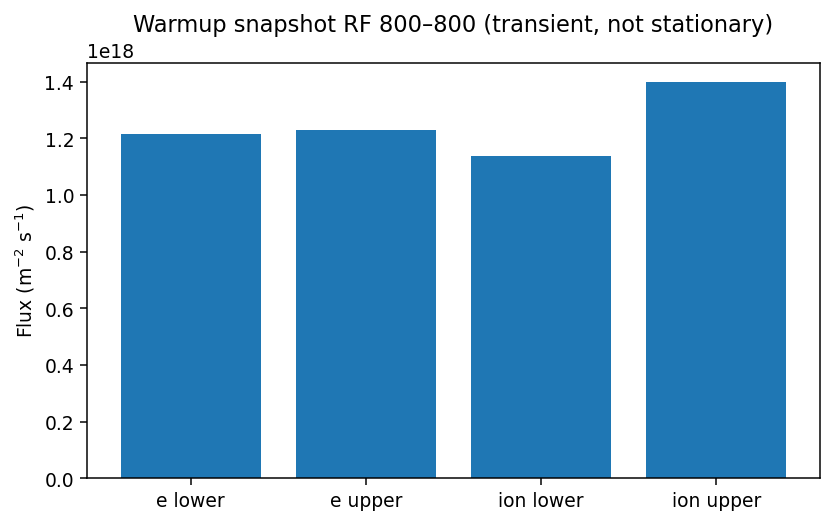 Warmup snapshot RF 800–800 (transient, not stationary)
1e18
1.4
1.2
1.0
0.8
0.6
0.4
0.2
0.0
Flux (m⁻² s⁻¹)
e lower
e upper
ion lower
ion upper